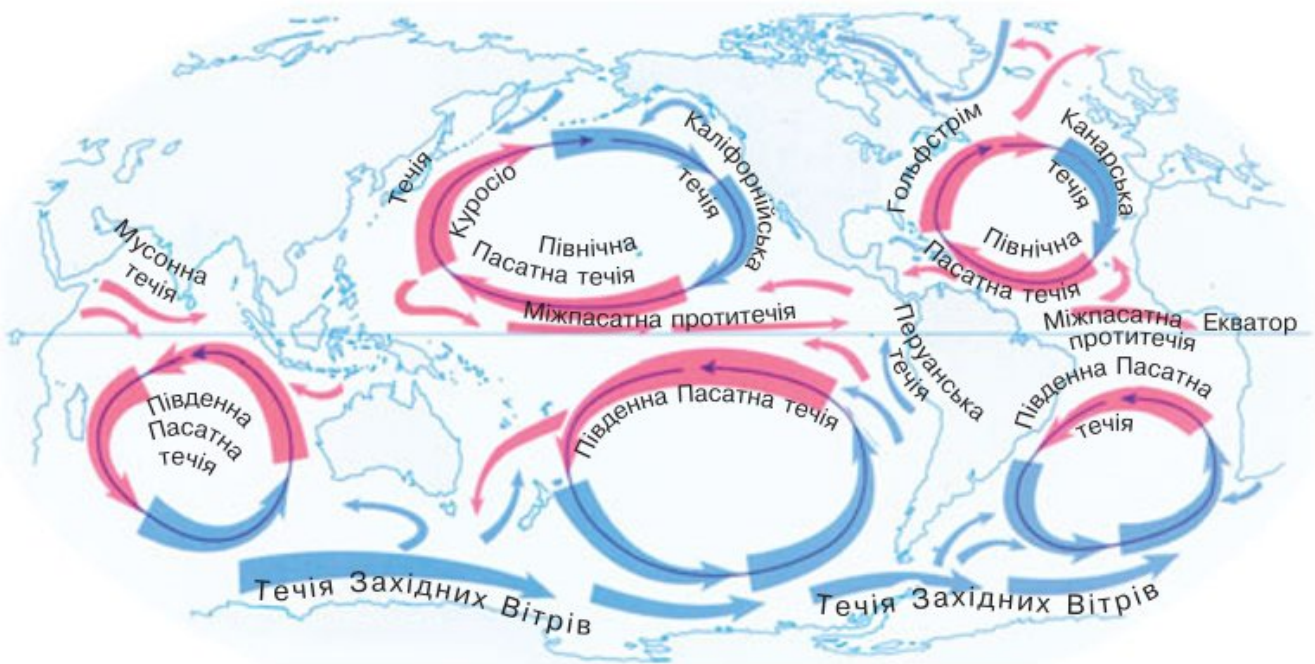 Течія
Куросіо
Каліфорнійська
течія
Північна
Пасатна течія
Гольфстрім
Канарська
течія
Північна
Пасатна течія
Мусонна
течія
Міжпасатна протитечія
Міжпасатна
протитечія
Екватор
Перуанська
течія
Південна
Пасатна
течія
Південна Пасатна течія
Південна Пасатна
течія
Течія Західних Вітрів
Течія Західних Вітрів